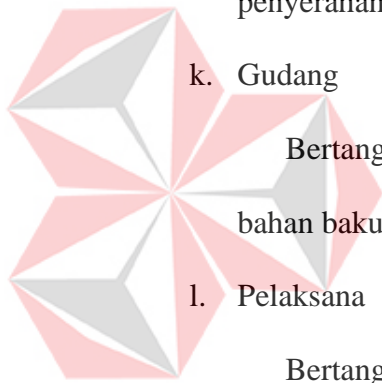 penyerahan
k. Gudang
Bertang
bahan baku
l. Pelaksana
Bertang